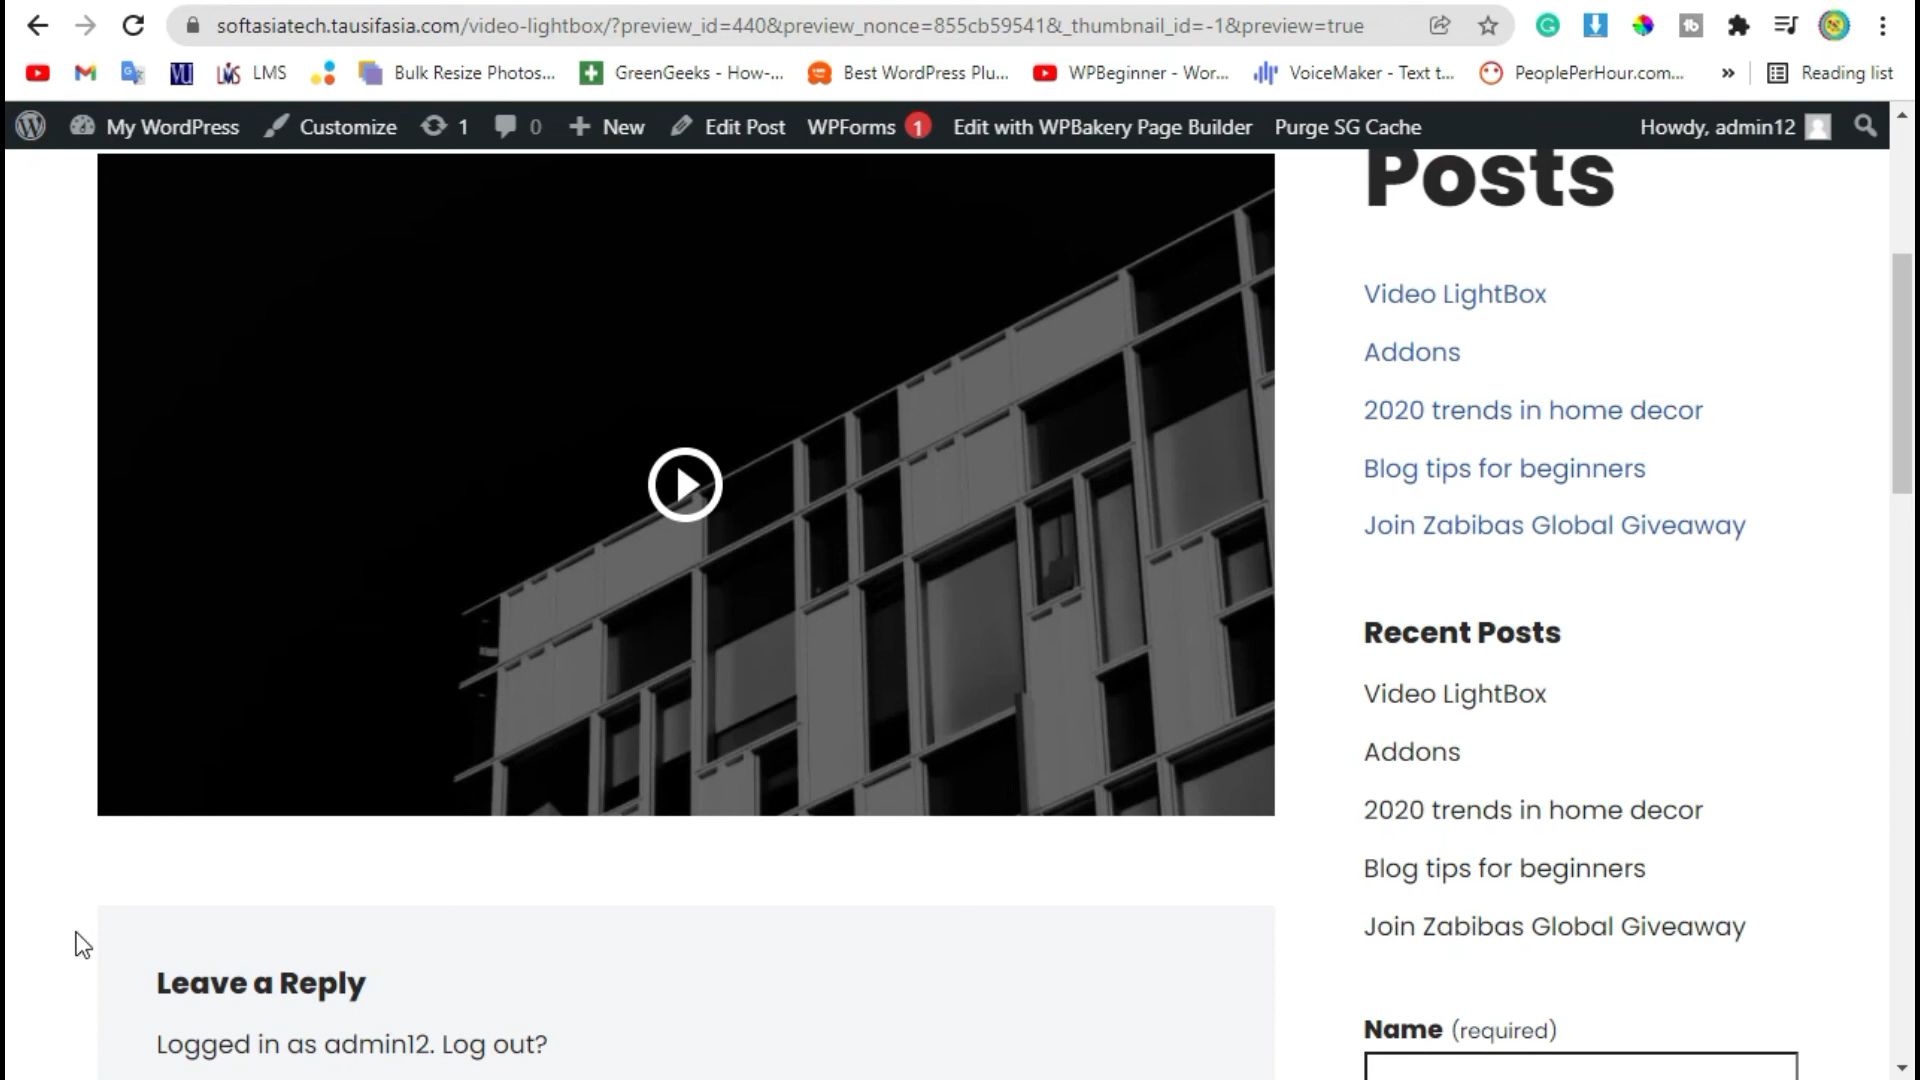 softasiatech.tausifasia.com/video-lightbox/?preview_id=440&preview_nonce=855cb59541&_thumbnail_id=-1&preview=true
LMS
Bulk Resize Photos...
GreenGeeks - How-...
Best WordPress Plu...
WPBeginner - Wor...
VoiceMaker - Text t...
PeoplePerHour.com...
»
Reading list
My WordPress
Customize
1
0
New
Edit Post
WPForms 1
Edit with WPBakery Page Builder
Purge SG Cache
Howdy, admin12
Posts
Video LightBox
Addons
2020 trends in home decor
Blog tips for beginners
Join Zabibas Global Giveaway
Recent Posts
Video LightBox
Addons
2020 trends in home decor
Blog tips for beginners
Join Zabibas Global Giveaway
Name (required)
Leave a Reply
Logged in as admin12. Log out?